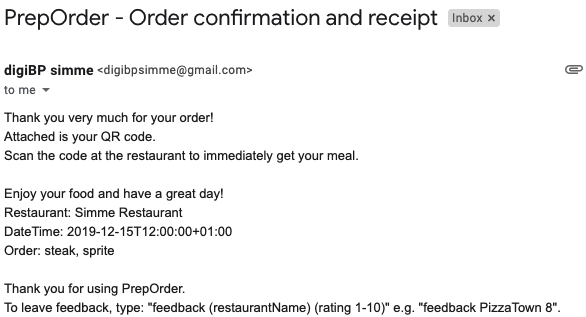 PrepOrder - Order confirmation and receipt Inbox ×
digiBP simme <digibpsimme@gmail.com>
to me
Thank you very much for your order!
Attached is your QR code.
Scan the code at the restaurant to immediately get your meal.
Enjoy your food and have a great day!
Restaurant: Simme Restaurant
DateTime: 2019-12-15T12:00:00+01:00
Order: steak, sprite
Thank you for using PrepOrder.
To leave feedback, type: "feedback (restaurantName) (rating 1-10)" e.g. "feedback PizzaTown 8".